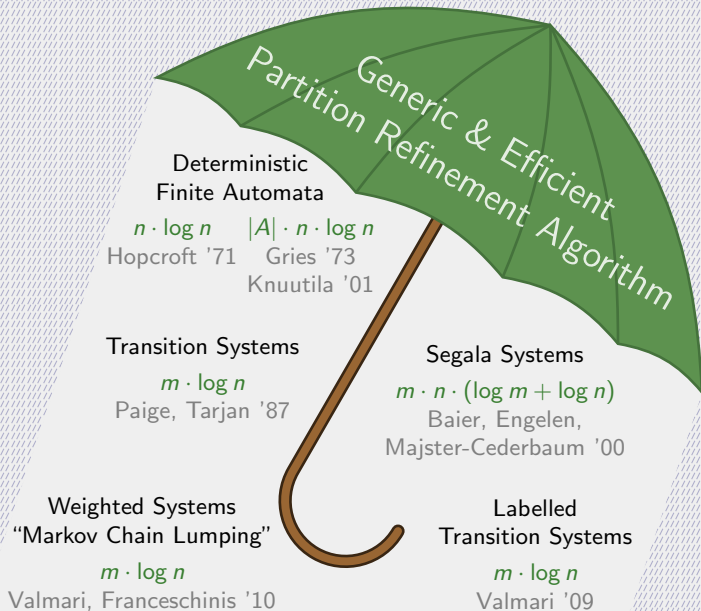 Generic & Efficient
Partition Refinement Algorithm
Deterministic
Finite Automata
n · log n |A| · n · log n
Hopcroft ’71 Gries ’73
Knuutila ’01
Transition Systems
m · log n
Paige, Tarjan ’87
Segala Systems
m · n · (log m + log n)
Baier, Engelen,
Majster-Cederbaum ’00
Weighted Systems
“Markov Chain Lumping”
m · log n
Valmari, Franceschinis ’10
Labelled
Transition Systems
m · log n
Valmari ’09